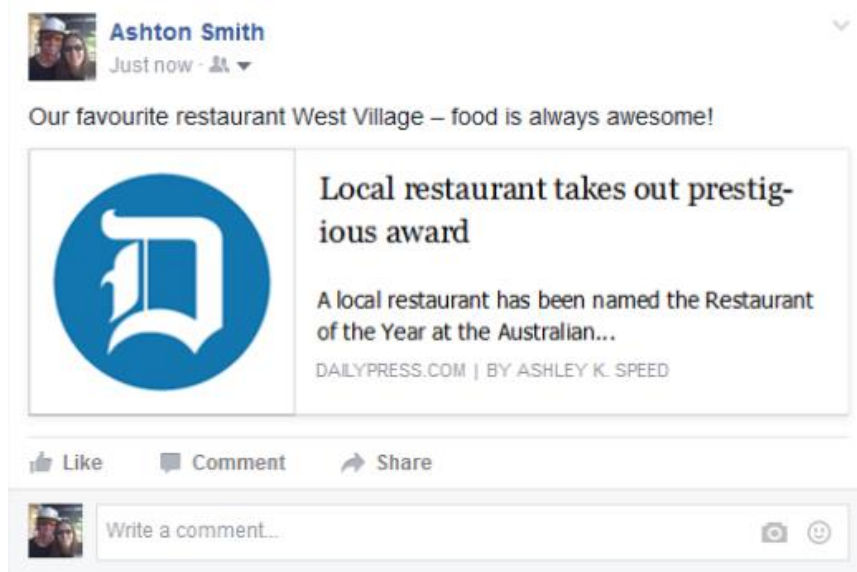 Ashton Smith
Just now ·
Our favourite restaurant West Village – food is always awesome!
D
Local restaurant takes out prestig-
ious award
A local restaurant has been named the Restaurant
of the Year at the Australian...
DAILYPRESS.COM | BY ASHLEY K. SPEED
Like Comment Share
Write a comment...